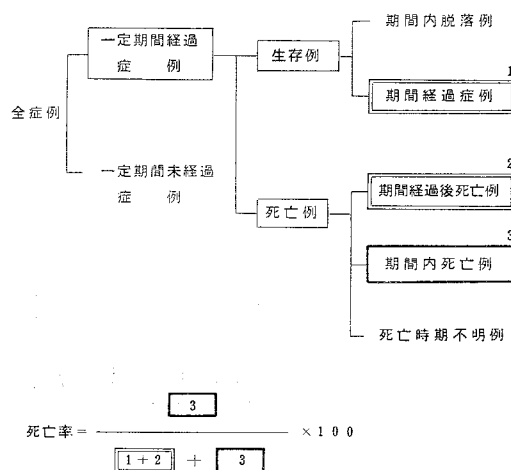 期間内脱落例
一定期間経過
症例
生存例
1
期間経過症例
全症例
2
一定期間未経過
症例
期間経過後死亡例
死亡例
3
期間内死亡例
死亡時期不明例
3
死亡率= ×100
1+2 + 3